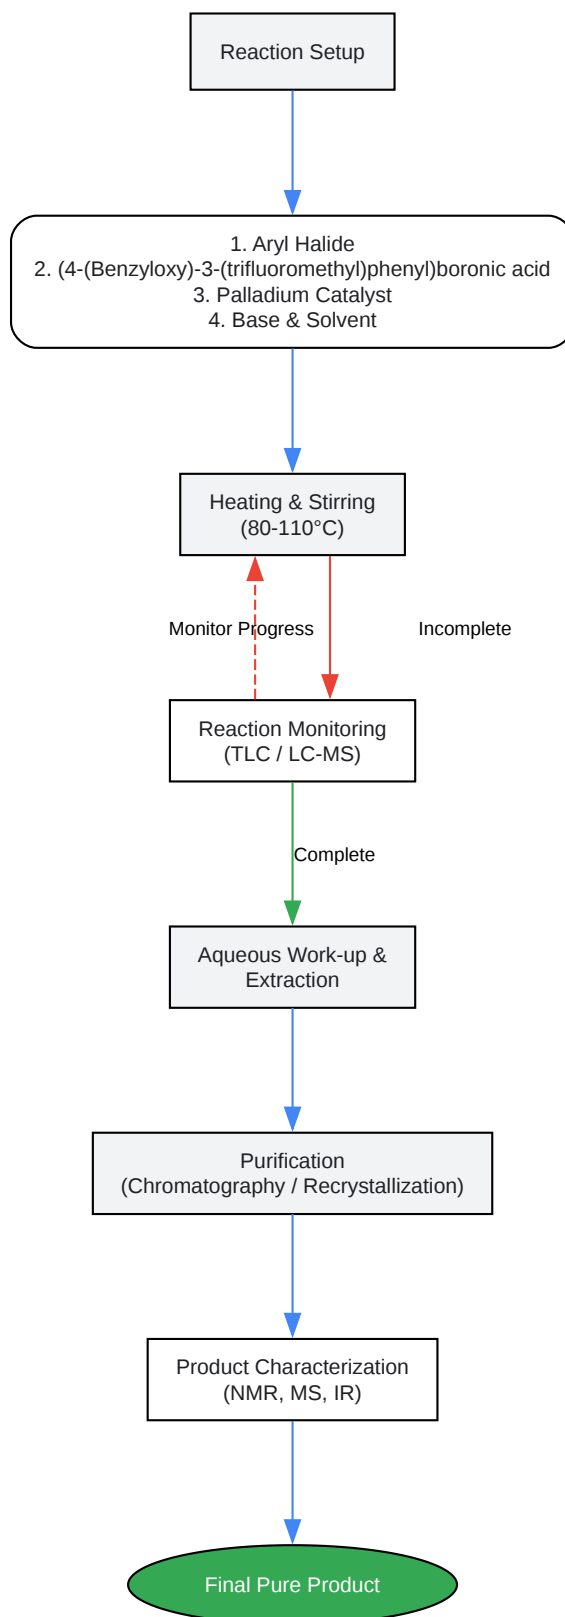 Reaction Setup
1. Aryl Halide
2. (4-(Benzyloxy)-3-(trifluoromethyl)phenyl)boronic acid
3. Palladium Catalyst
4. Base & Solvent
Heating & Stirring
(80-110°C)
Monitor Progress
Incomplete
Reaction Monitoring
(TLC / LC-MS)
Complete
Aqueous Work-up &
Extraction
Purification
(Chromatography / Recrystallization)
Product Characterization
(NMR, MS, IR)
Final Pure Product